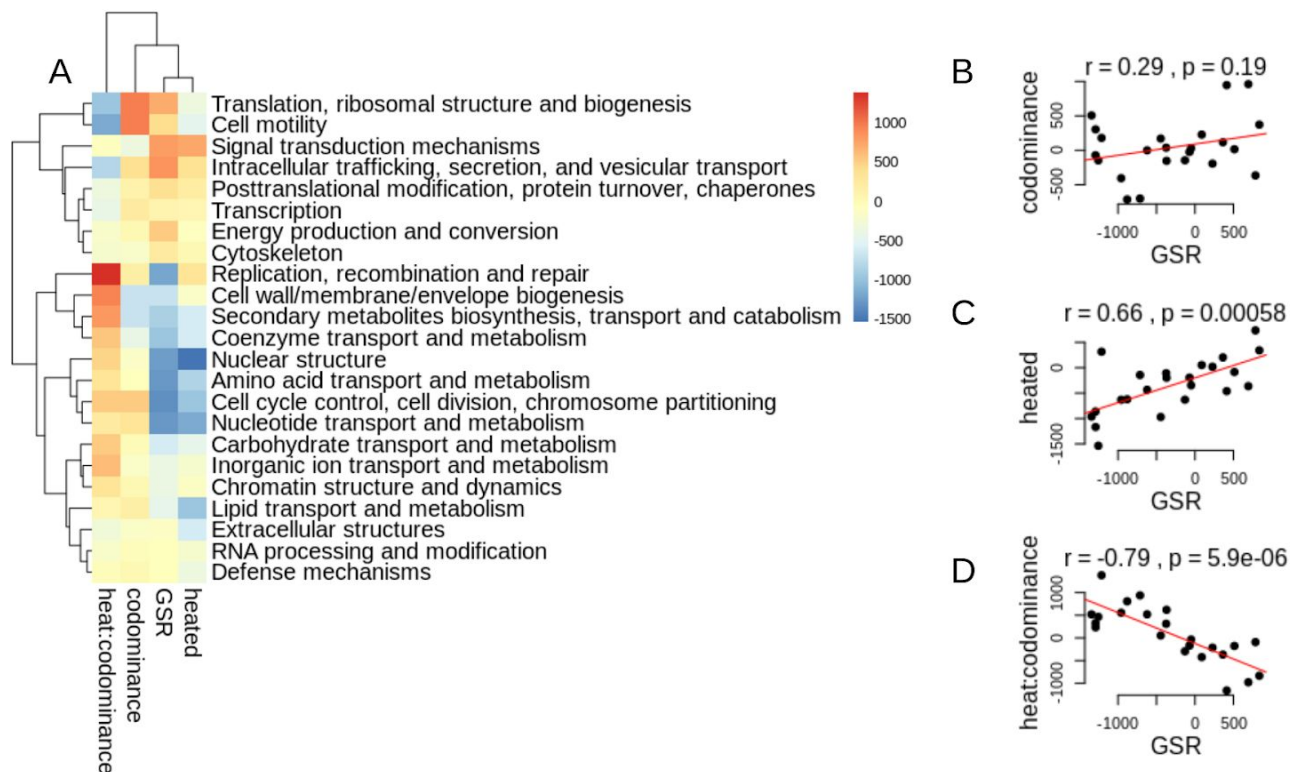 A
Translation, ribosomal structure and biogenesis
Cell motility
Signal transduction mechanisms
Intracellular trafficking, secretion, and vesicular transport
Posttranslational modification, protein turnover, chaperones
Transcription
Energy production and conversion
Cytoskeleton
Replication, recombination and repair
Cell wall/membrane/envelope biogenesis
Secondary metabolites biosynthesis, transport and catabolism
Coenzyme transport and metabolism
Nuclear structure
Amino acid transport and metabolism
Cell cycle control, cell division, chromosome partitioning
Nucleotide transport and metabolism
Carbohydrate transport and metabolism
Inorganic ion transport and metabolism
Chromatin structure and dynamics
Lipid transport and metabolism
Extracellular structures
RNA processing and modification
Defense mechanisms
heat:codominance
codominance
GSR
heated
1000
500
0
-500
-1000
-1500
B
r = 0.29 , p = 0.19
codominance
500
0
-500
-1000 0 500
GSR
C
r = 0.66 , p = 0.00058
heated
0
-1500
-1000 0 500
GSR
D
r = -0.79 , p = 5.9e-06
heat:codominance
1000
0
-1000
-1000 0 500
GSR